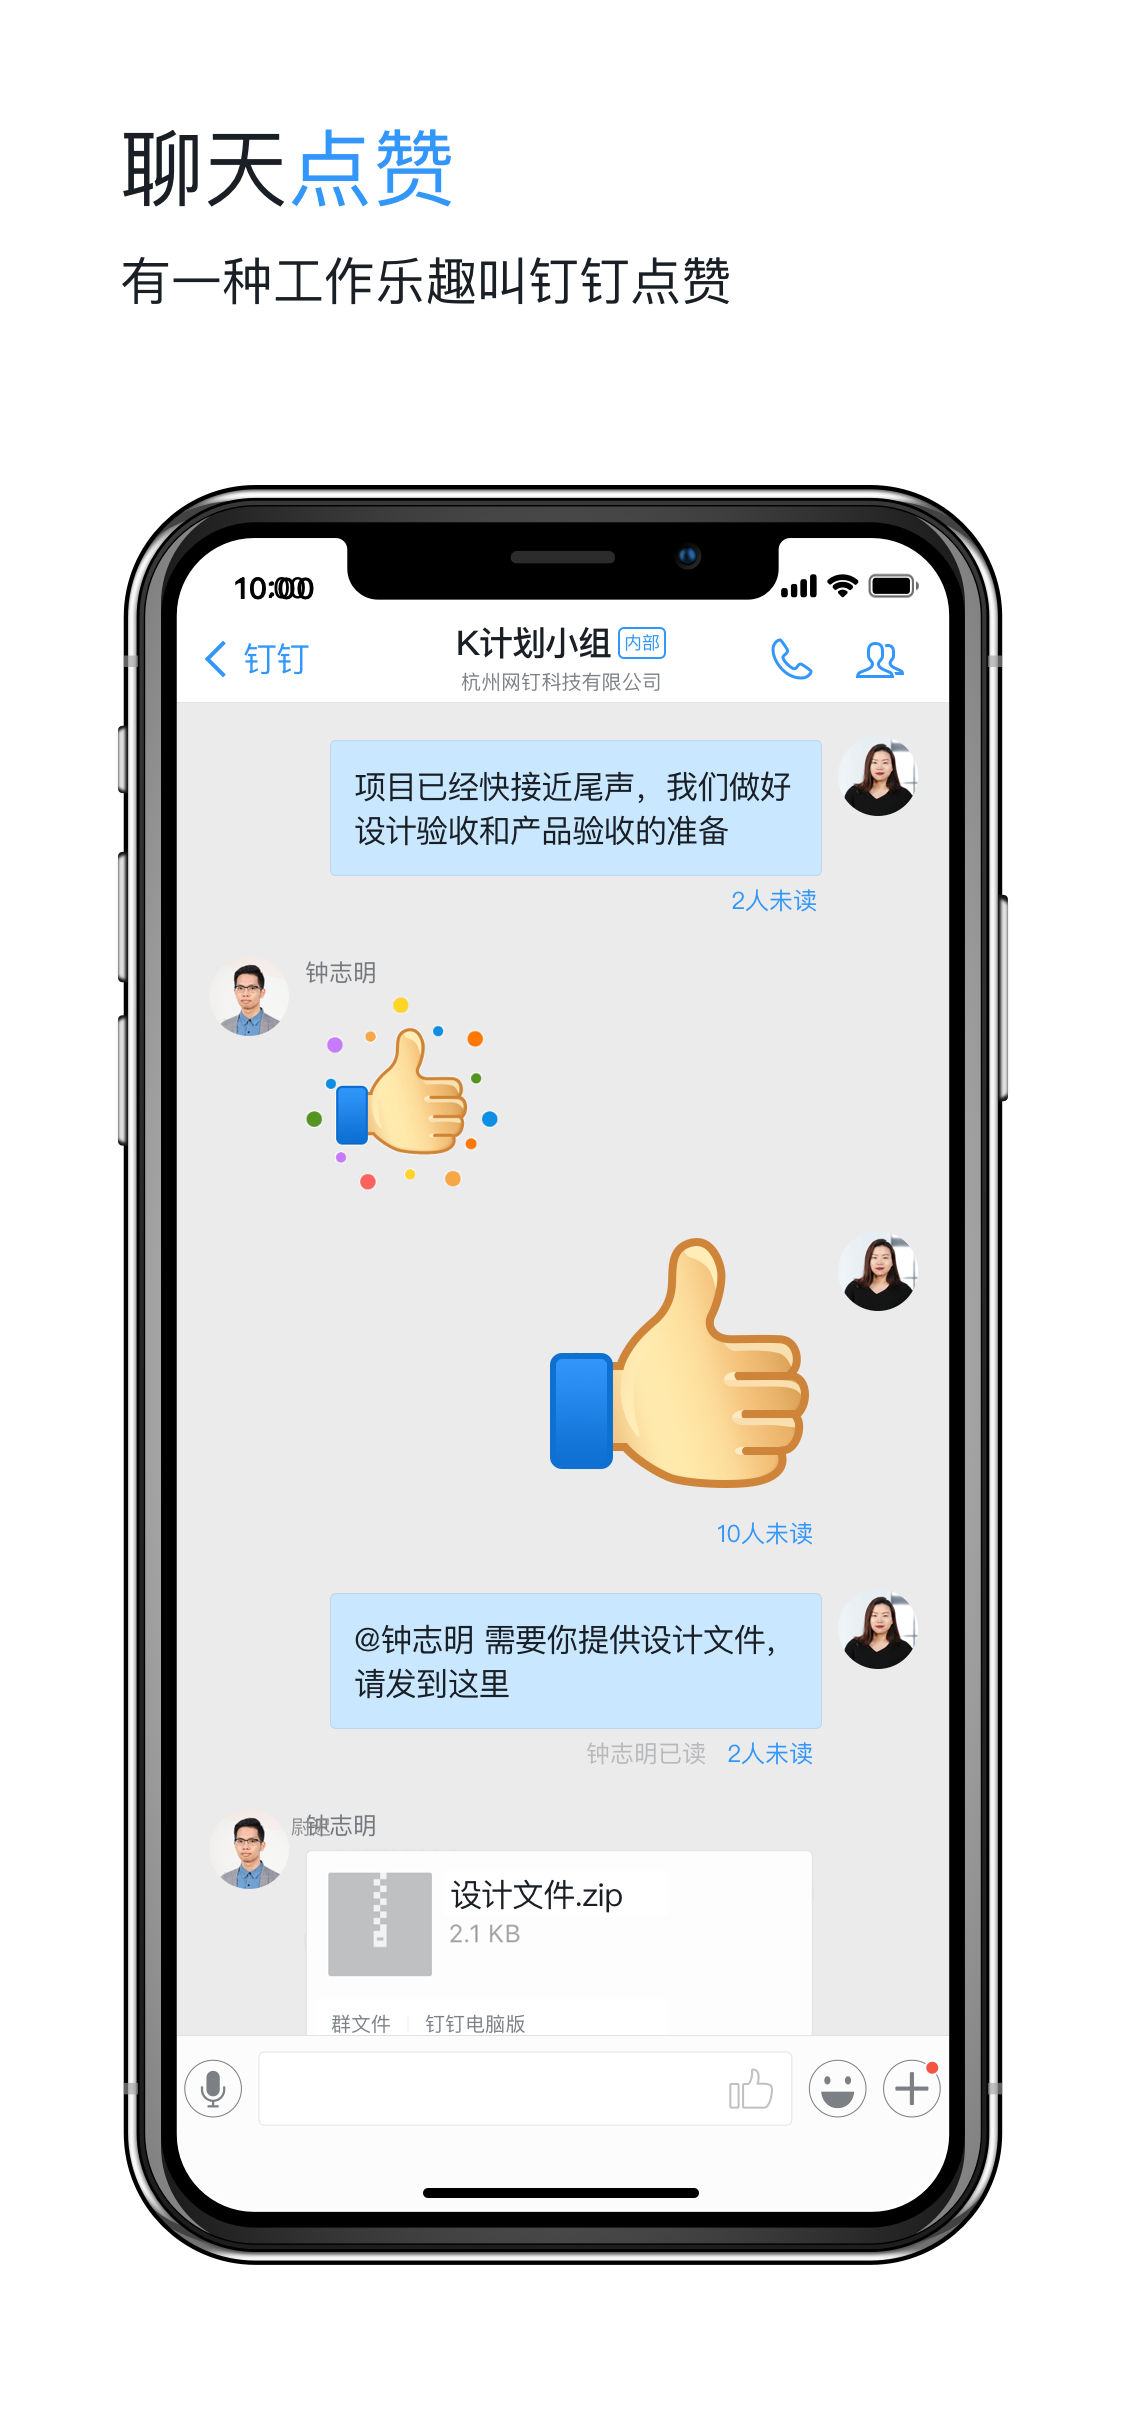 聊天点赞
有一种工作乐趣叫钉钉点赞
10:00
钉钉
K计划小组 内部
杭州网钉科技有限公司
项目已经快接近尾声，我们做好
设计验收和产品验收的准备
2人未读
钟志明
10人未读
@钟志明 需要你提供设计文件，
请发到这里
钟志明已读 2人未读
钟志明
设计文件.zip
2.1 KB
群文件 钉钉电脑版